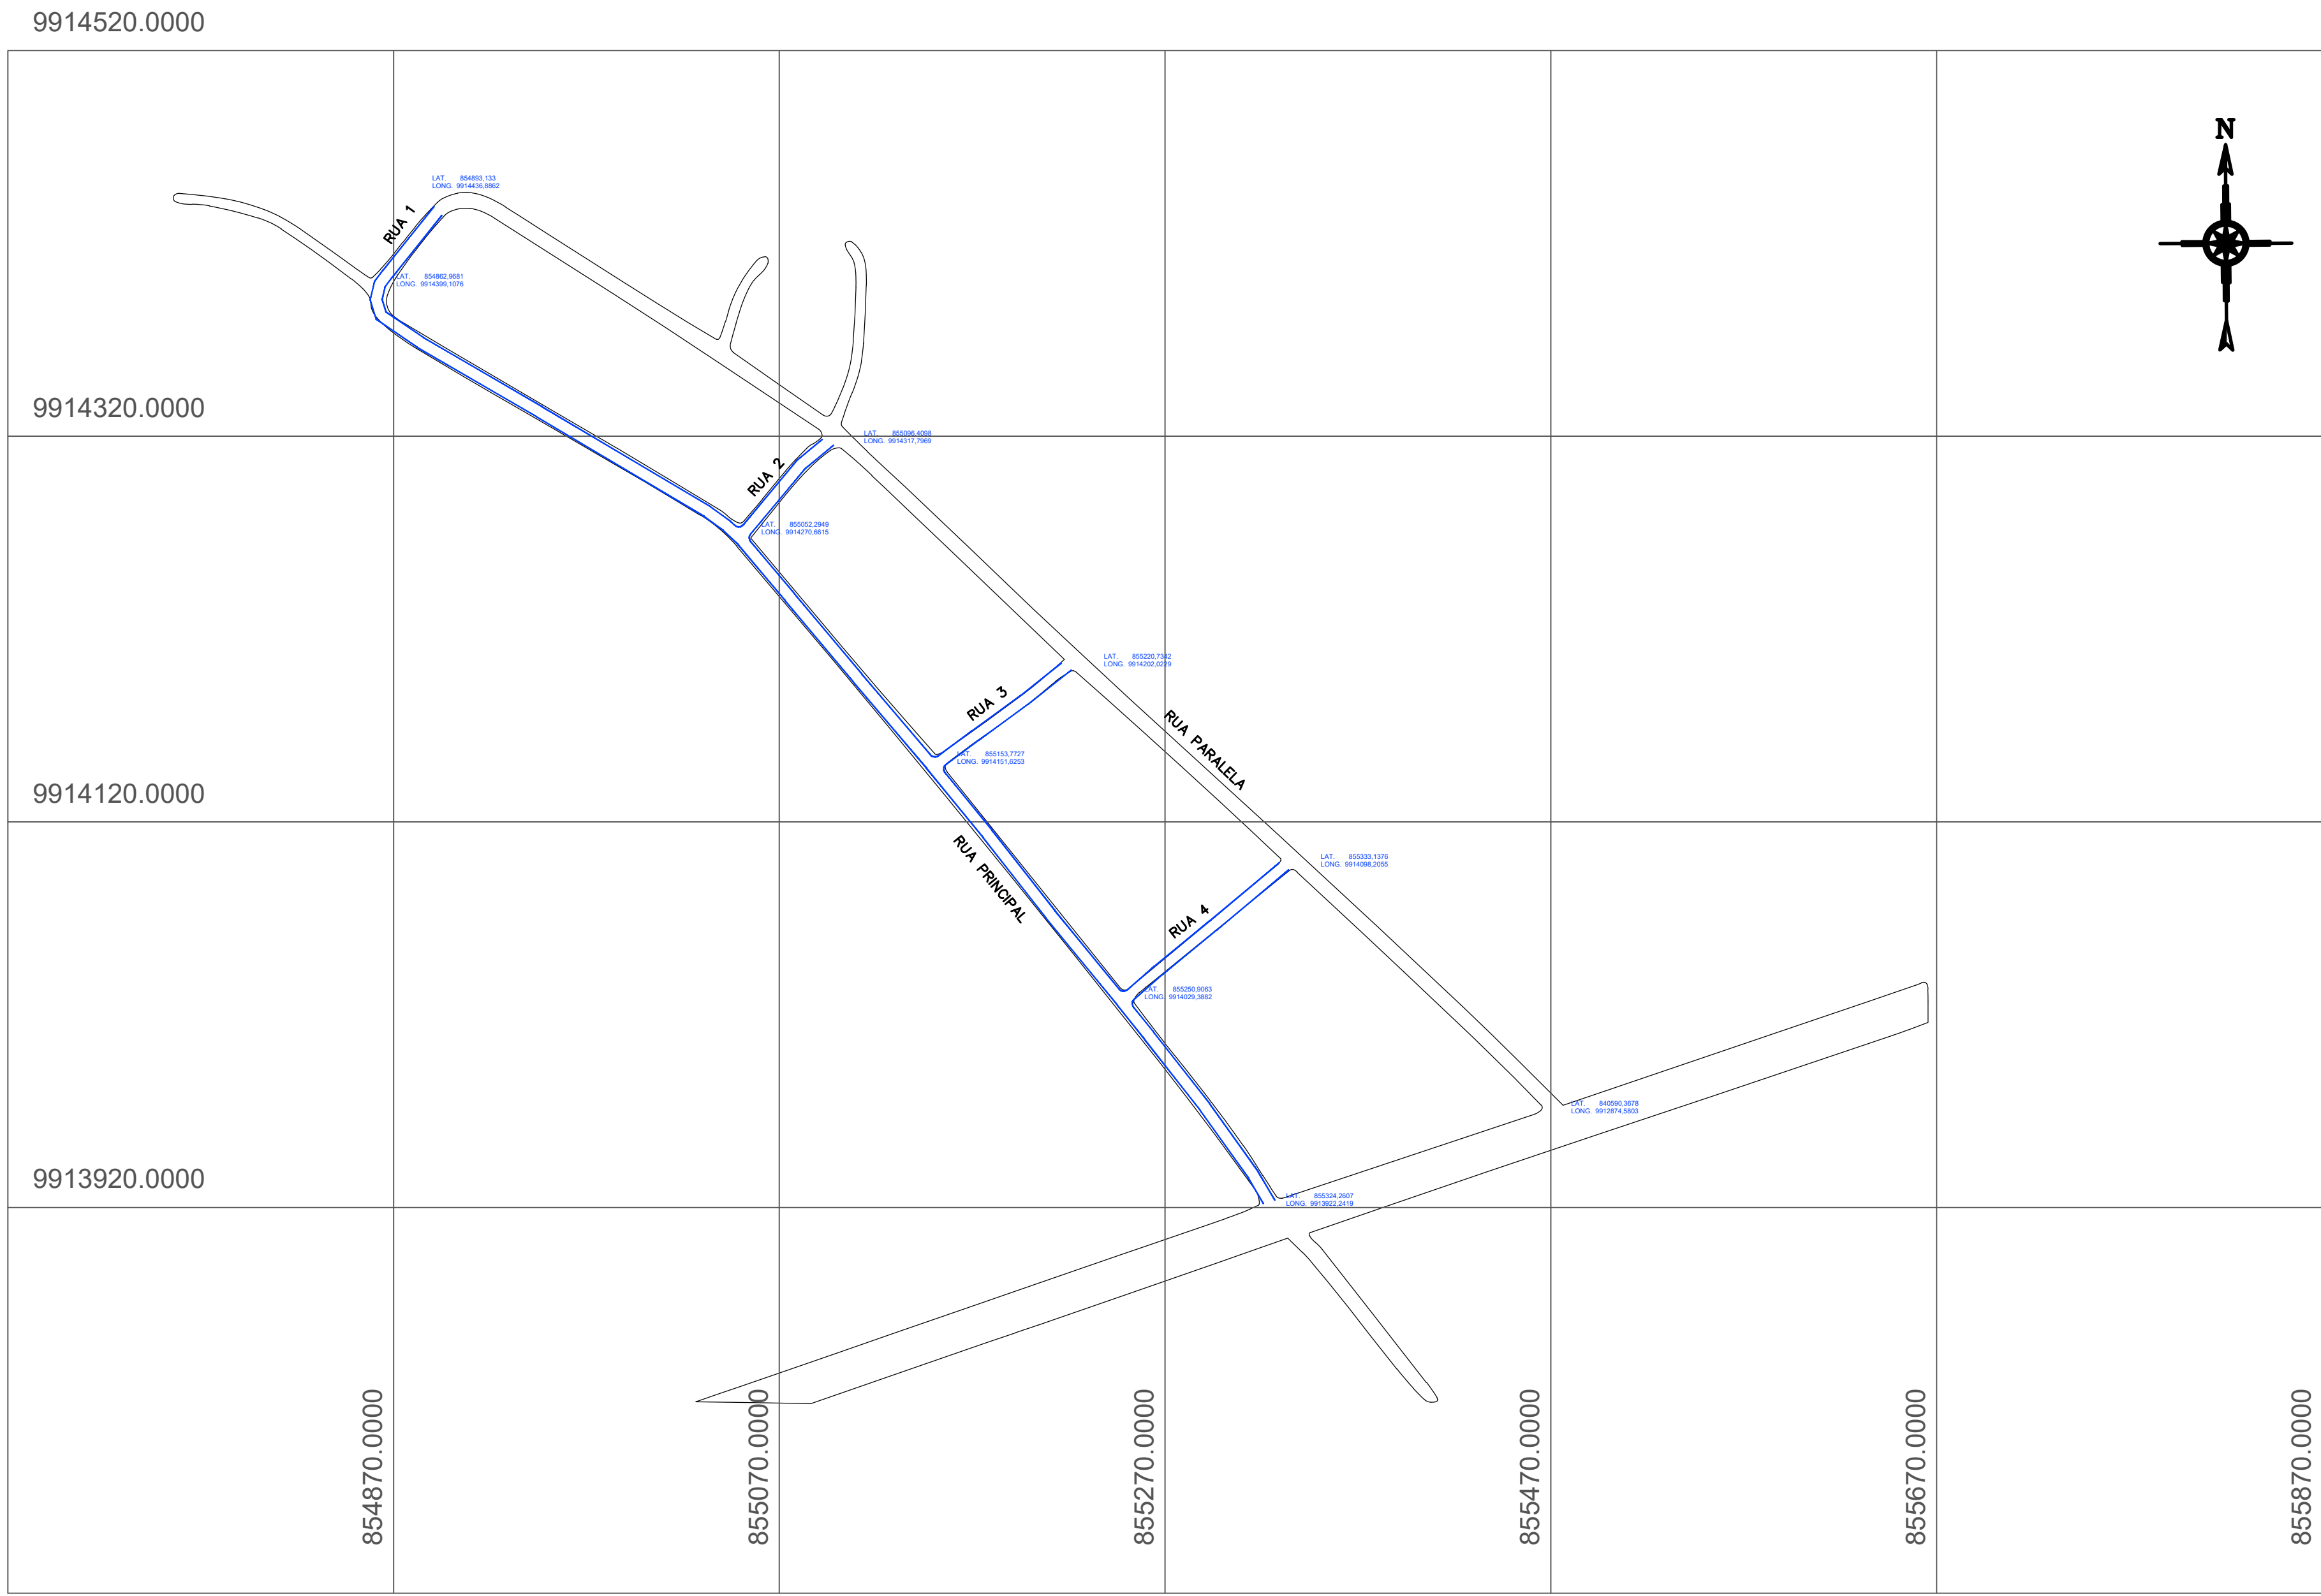 9914520.0000
N
LAT. 854893,133
LONG. 9914436,8862
RUA 1
LAT. 854862,9681
LONG. 9914399,1076
9914320.0000
LAT. 855096,4098
LONG. 9914317,7969
RUA 2
LAT. 855052,2949
LONG. 9914270,6615
LAT. 855220,7342
LONG. 9914202,0229
RUA 3
RUA PARALELA
LAT. 855153,7727
LONG. 9914151,6253
9914120.0000
RUA PRINCIPAL
LAT. 855333,1376
LONG. 9914098,2055
RUA 4
LAT. 855250,9063
LONG. 9914029,3882
LAT. 840590,3678
LONG. 9912874,5803
9913920.0000
LAT. 855324,2607
LONG. 9913922,2419
854870.0000
855070.0000
855270.0000
855470.0000
855670.0000
855870.0000